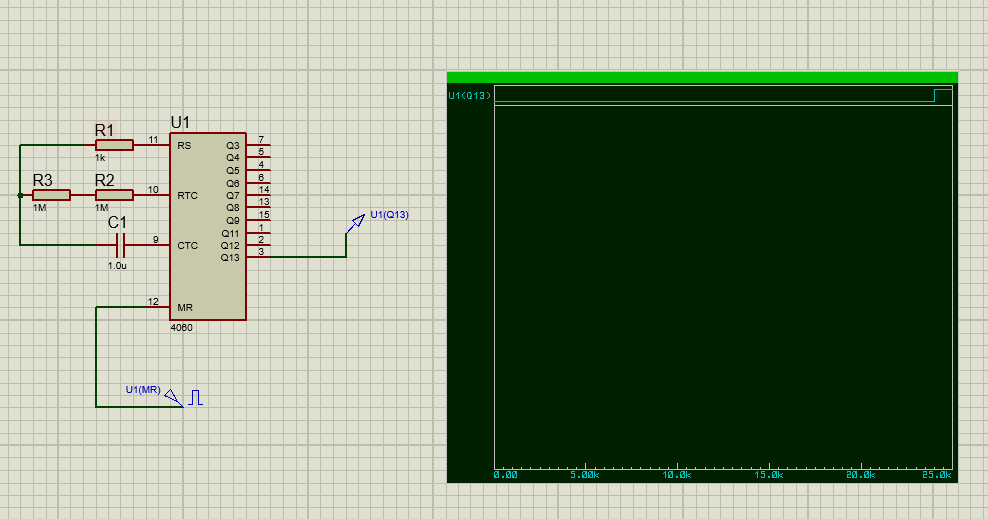 U1
R1
1k
11
RS
Q3
7
Q4
5
Q5
4
Q6
6
R3
1M
R2
1M
10
RTC
Q7
14
Q8
13
Q9
15
C1
1.0u
9
CTC
Q11
1
Q12
2
Q13
3
U1(Q13)
12
MR
4060
U1(MR)
U1(Q13)
0.00 5.00k 10.0k 15.0k 20.0k 25.0k